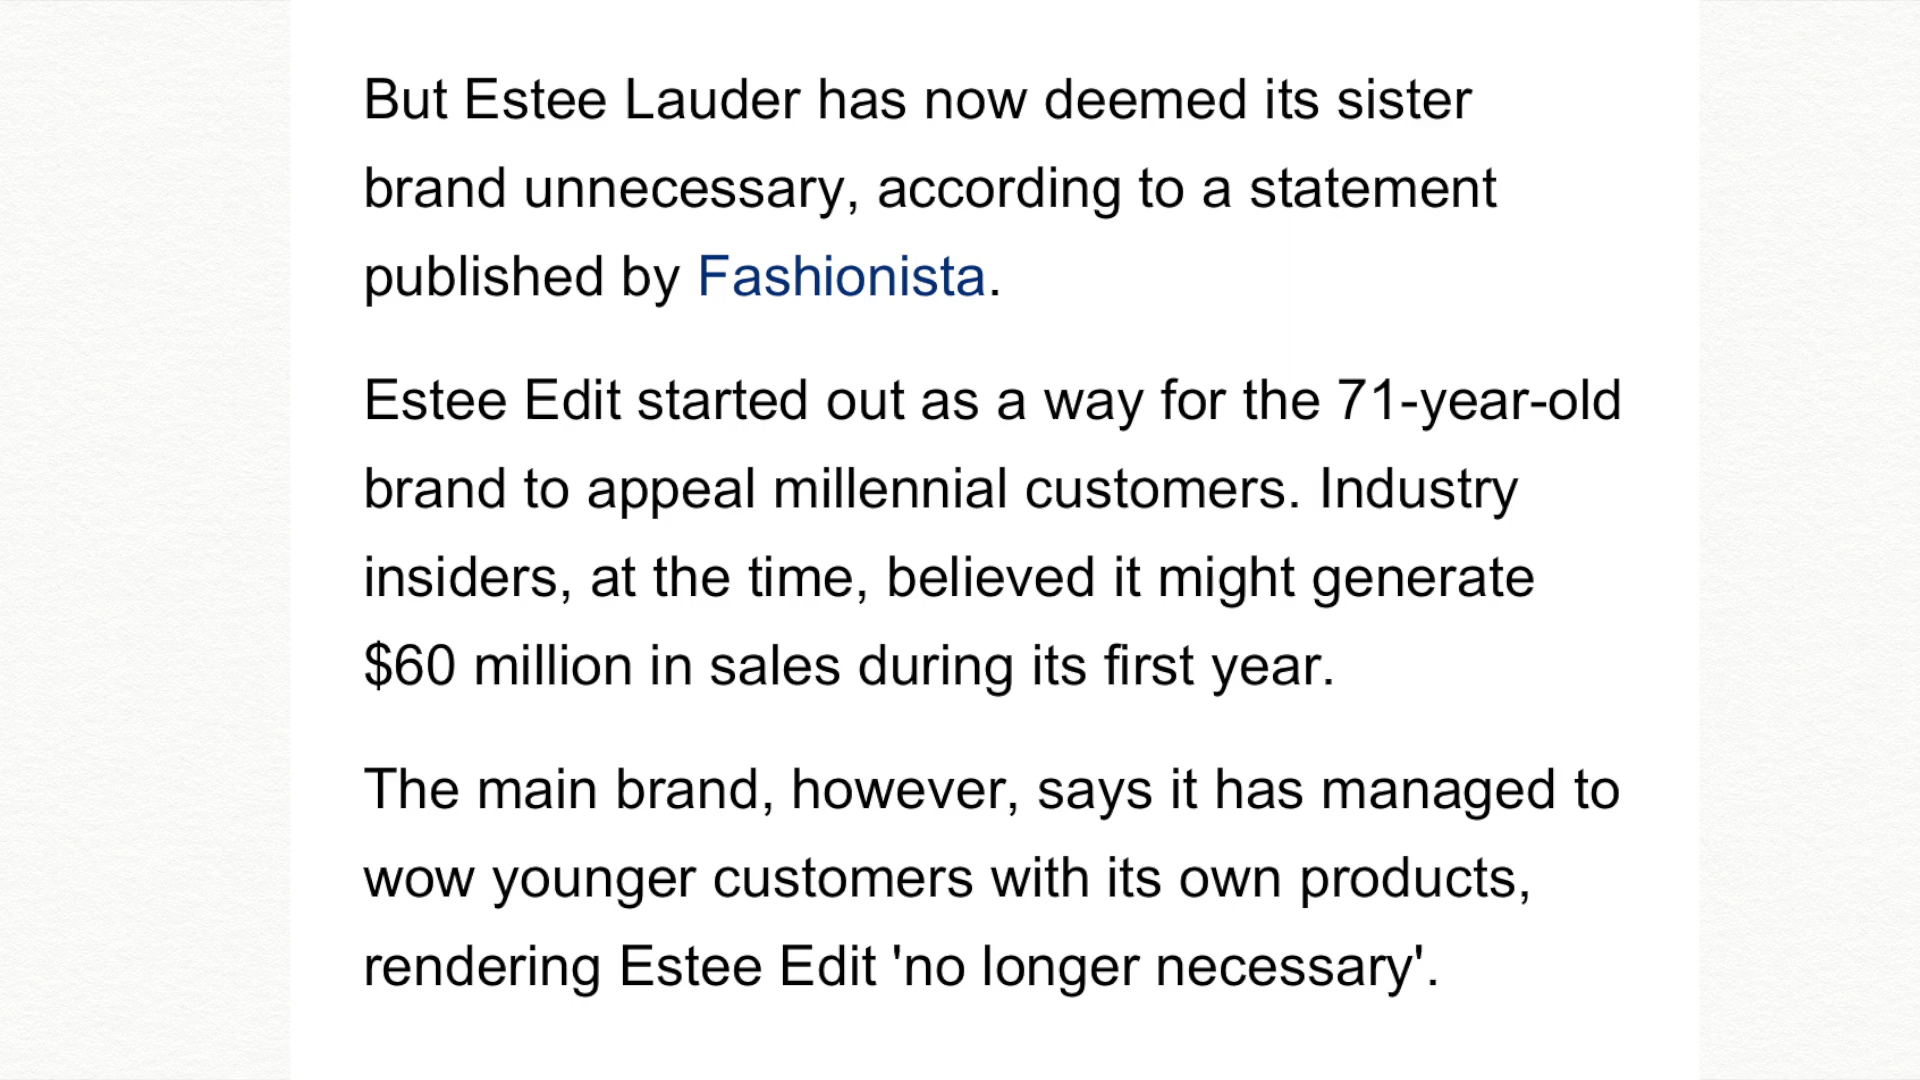 But Estee Lauder has now deemed its sister
brand unnecessary, according to a statement
published by Fashionista.
Estee Edit started out as a way for the 71-year-old
brand to appeal millennial customers. Industry
insiders, at the time, believed it might generate
$60 million in sales during its first year.
The main brand, however, says it has managed to
wow younger customers with its own products,
rendering Estee Edit 'no longer necessary'.